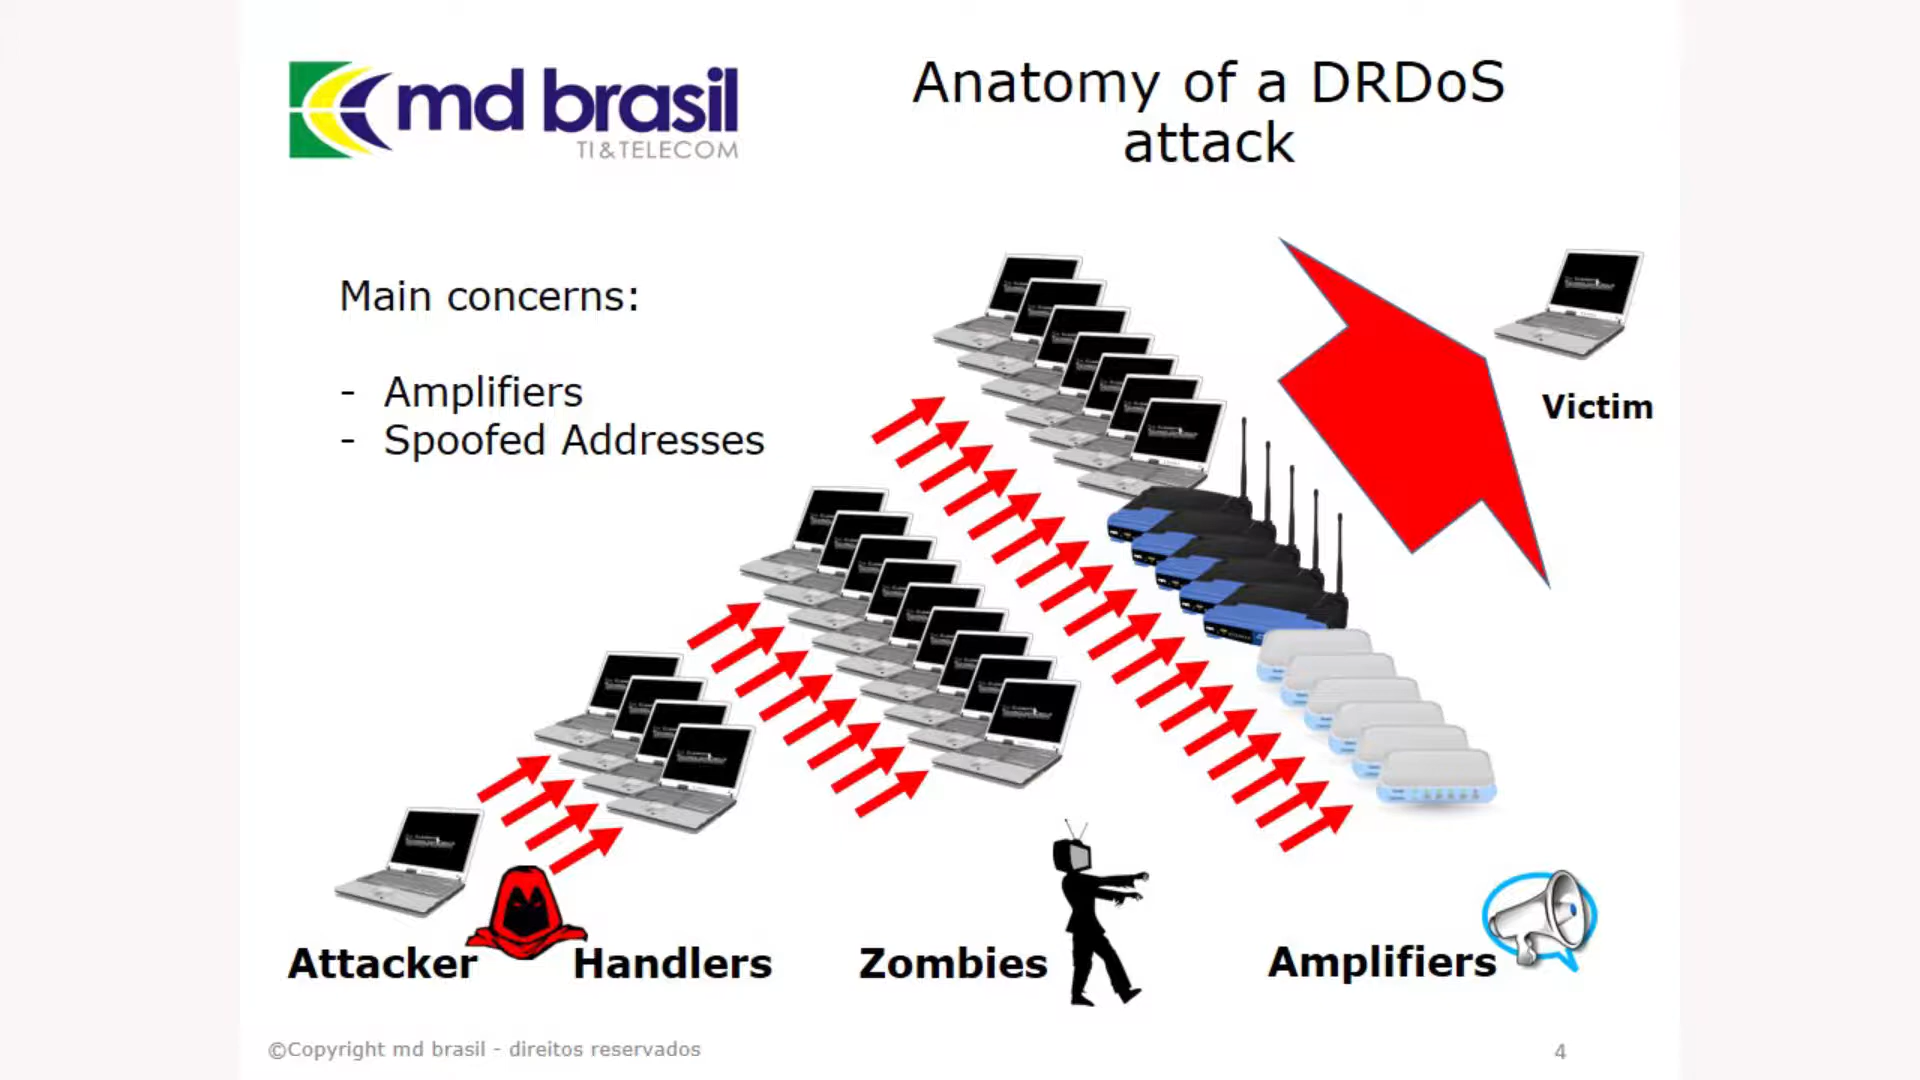 md brasil
TI & TELECOM
Anatomy of a DRDoS
attack
Main concerns:
- Amplifiers
- Spoofed Addresses
Victim
Attacker
Handlers
Zombies
Amplifiers
©Copyright md brasil - direitos reservados
4